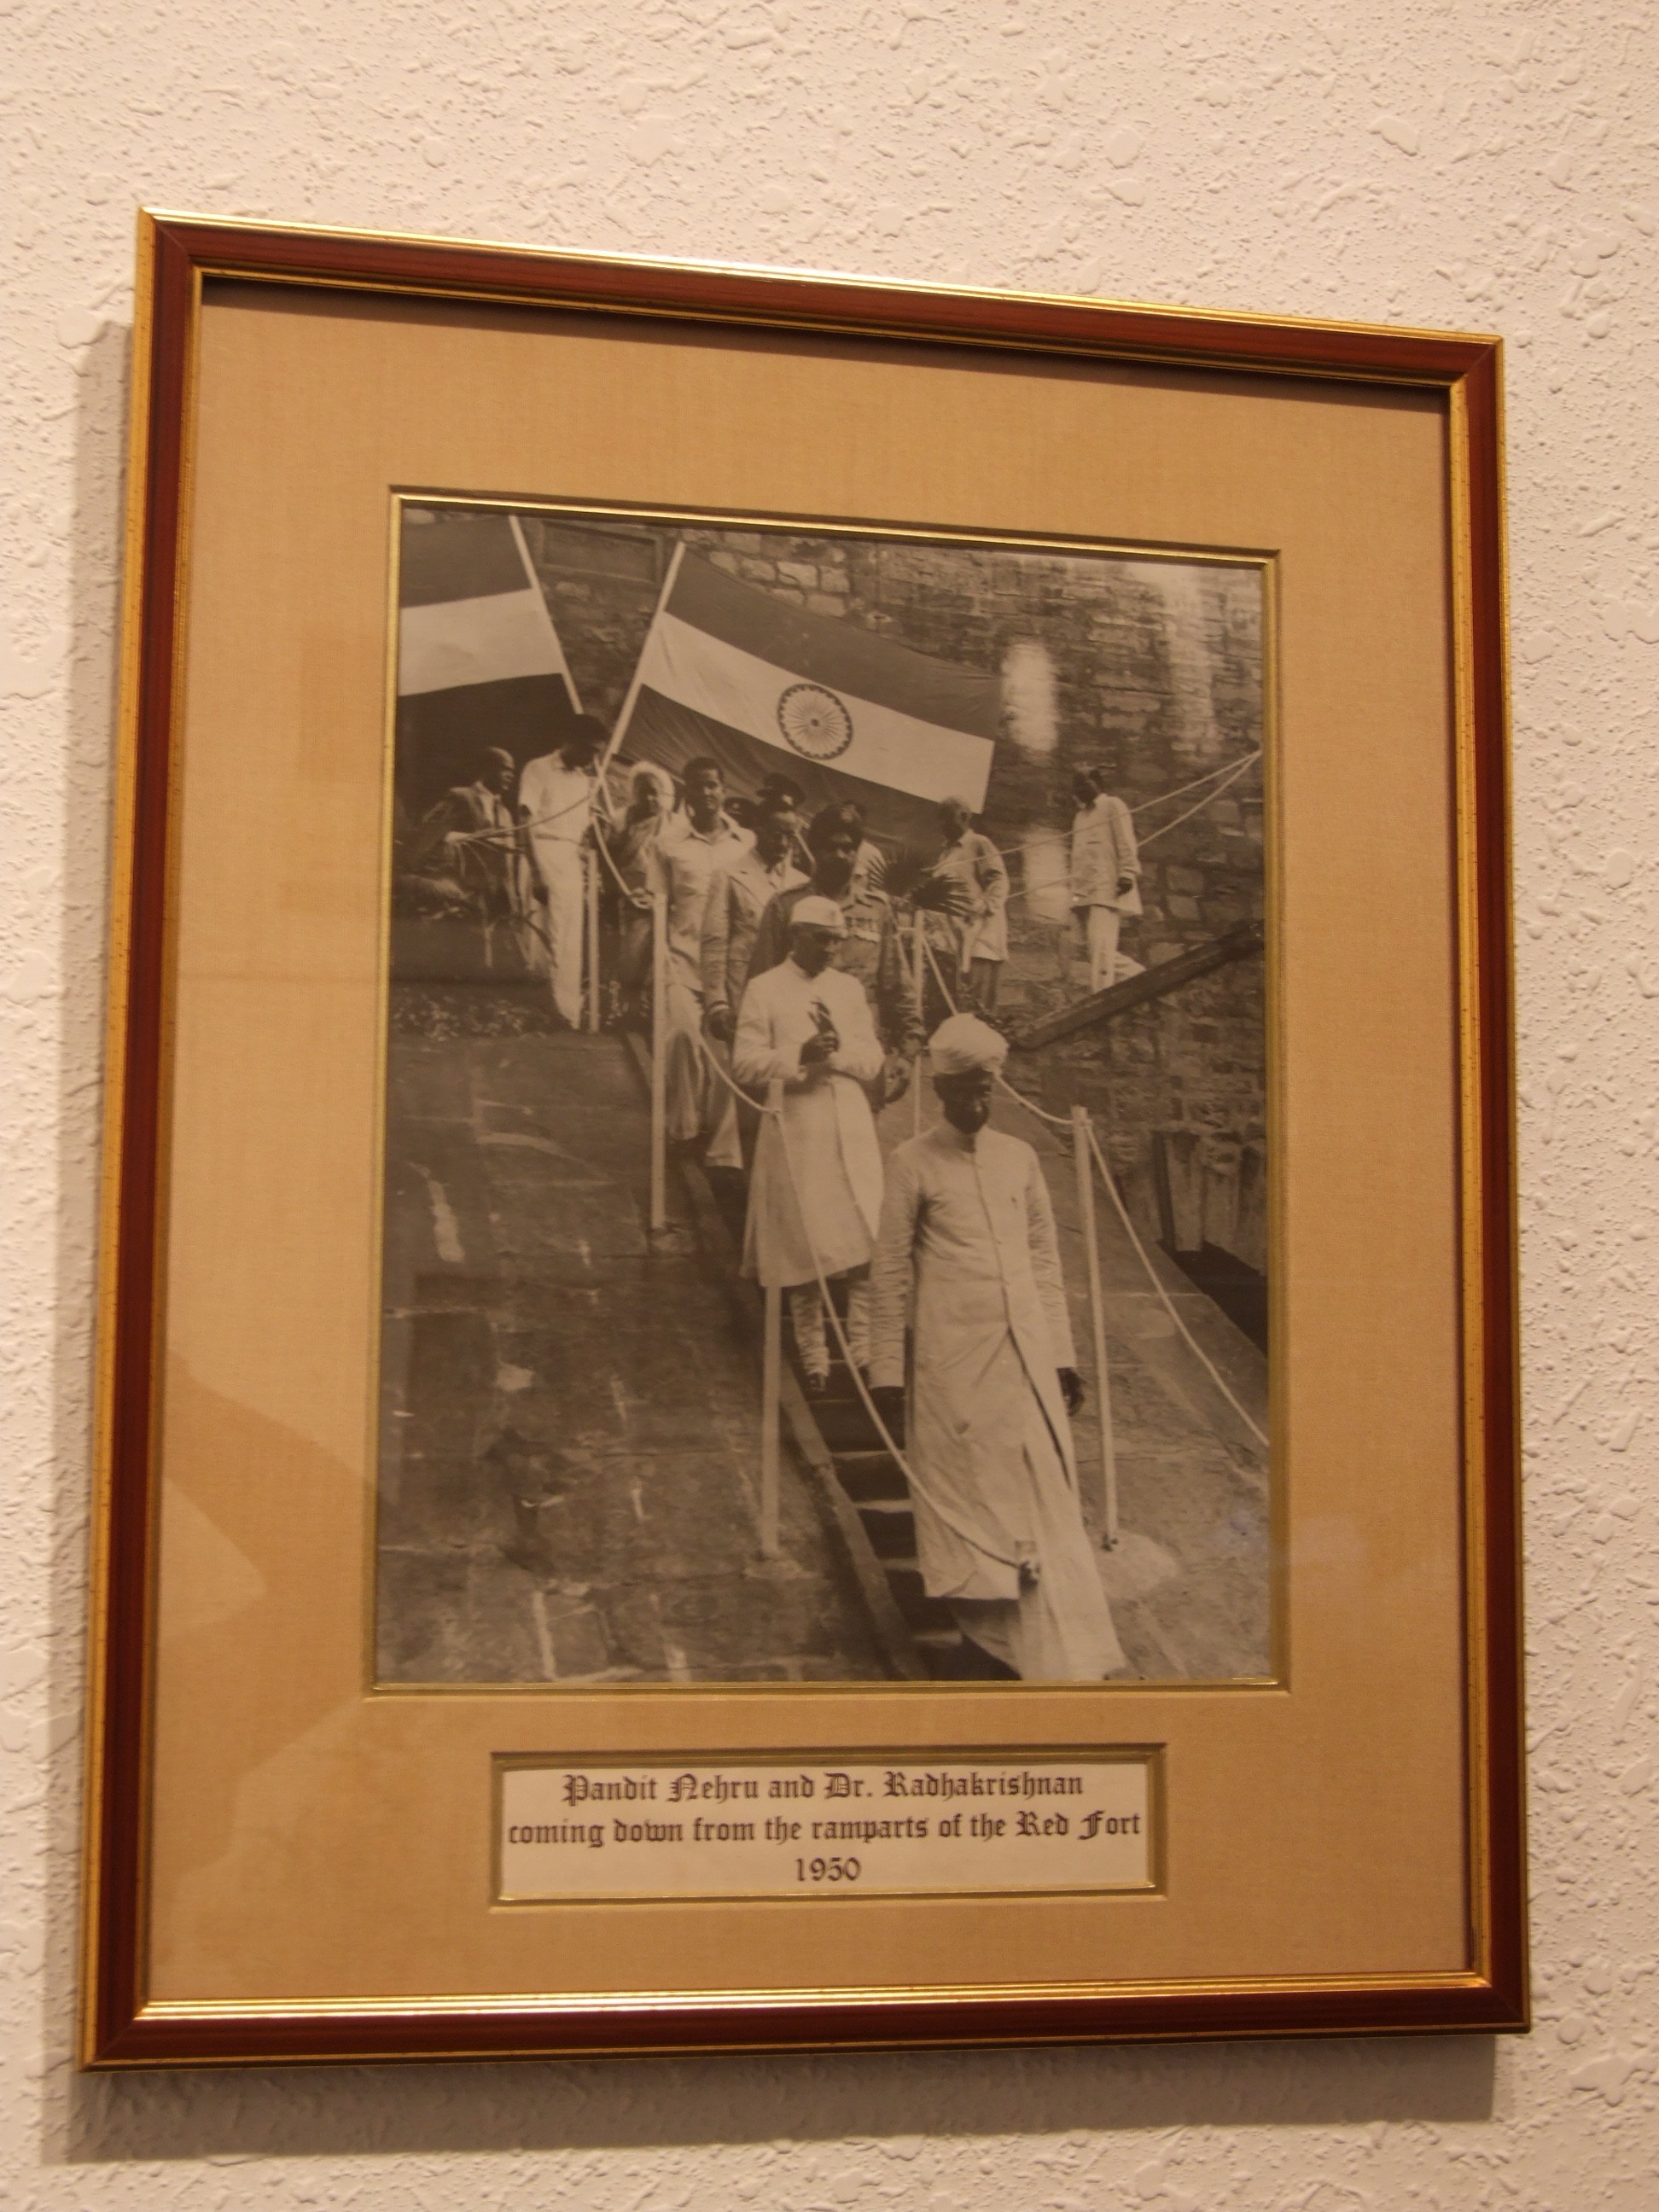 Pandit Nehru and Dr. Radhakrishnan
coming down from the ramparts of the Red Fort
1950